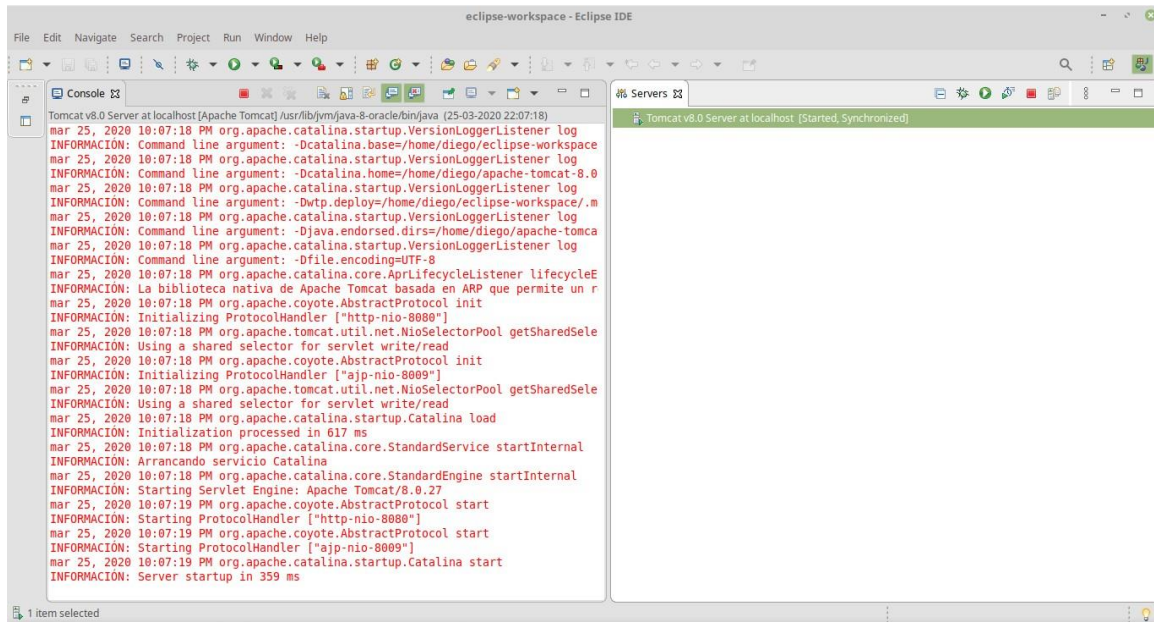 eclipse-workspace - Eclipse IDE
File Edit Navigate Search Project Run Window Help
Console
Tomcat v8.0 Server at localhost [Apache Tomcat] /usr/lib/jvm/java-8-oracle/bin/java (25-03-2020 22:07:18)
mar 25, 2020 10:07:18 PM org.apache.catalina.startup.VersionLoggerListener log
INFORMACIÓN: Command line argument: -Dcatalina.base=/home/diego/eclipse-workspace
mar 25, 2020 10:07:18 PM org.apache.catalina.startup.VersionLoggerListener log
INFORMACIÓN: Command line argument: -Dcatalina.home=/home/diego/apache-tomcat-8.0
mar 25, 2020 10:07:18 PM org.apache.catalina.startup.VersionLoggerListener log
INFORMACIÓN: Command line argument: -Dwtp.deploy=/home/diego/eclipse-workspace/.m
mar 25, 2020 10:07:18 PM org.apache.catalina.startup.VersionLoggerListener log
INFORMACIÓN: Command line argument: -Djava.endorsed.dirs=/home/diego/apache-tomca
mar 25, 2020 10:07:18 PM org.apache.catalina.startup.VersionLoggerListener log
INFORMACIÓN: Command line argument: -Dfile.encoding=UTF-8
mar 25, 2020 10:07:18 PM org.apache.catalina.core.AprLifecycleListener lifecycleE
INFORMACIÓN: La biblioteca nativa de Apache Tomcat basada en ARP que permite un r
mar 25, 2020 10:07:18 PM org.apache.coyote.AbstractProtocol init
INFORMACIÓN: Initializing ProtocolHandler ["http-nio-8080"]
mar 25, 2020 10:07:18 PM org.apache.tomcat.util.net.NioSelectorPool getSharedSele
INFORMACIÓN: Using a shared selector for servlet write/read
mar 25, 2020 10:07:18 PM org.apache.coyote.AbstractProtocol init
INFORMACIÓN: Initializing ProtocolHandler ["ajp-nio-8009"]
mar 25, 2020 10:07:18 PM org.apache.tomcat.util.net.NioSelectorPool getSharedSele
INFORMACIÓN: Using a shared selector for servlet write/read
mar 25, 2020 10:07:18 PM org.apache.catalina.startup.Catalina load
INFORMACIÓN: Initialization processed in 617 ms
mar 25, 2020 10:07:18 PM org.apache.catalina.core.StandardService startInternal
INFORMACIÓN: Arrancando servicio Catalina
mar 25, 2020 10:07:18 PM org.apache.catalina.core.StandardEngine startInternal
INFORMACIÓN: Starting Servlet Engine: Apache Tomcat/8.0.27
mar 25, 2020 10:07:19 PM org.apache.coyote.AbstractProtocol start
INFORMACIÓN: Starting ProtocolHandler ["http-nio-8080"]
mar 25, 2020 10:07:19 PM org.apache.coyote.AbstractProtocol start
INFORMACIÓN: Starting ProtocolHandler ["ajp-nio-8009"]
mar 25, 2020 10:07:19 PM org.apache.catalina.startup.Catalina start
INFORMACIÓN: Server startup in 359 ms
Servers
Tomcat v8.0 Server at localhost [Started, Synchronized]
1 item selected